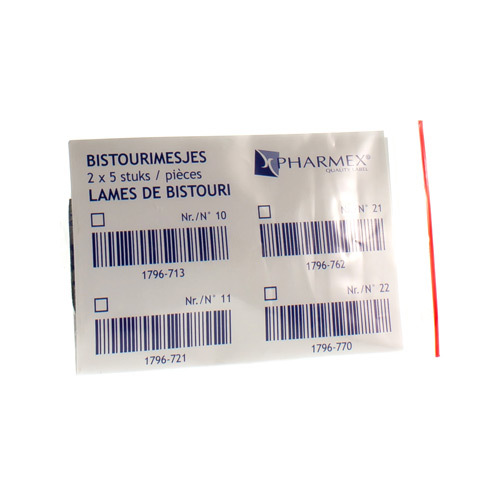 BISTOURIMESJES
2 x 5 stuks / pièces
LAMES DE BISTOURI
PHARMEX®
QUALITY LABEL
Nr./N° 10
1796-713
Nr./N° 21
1796-762
Nr./N° 11
1796-721
Nr./N° 22
1796-770